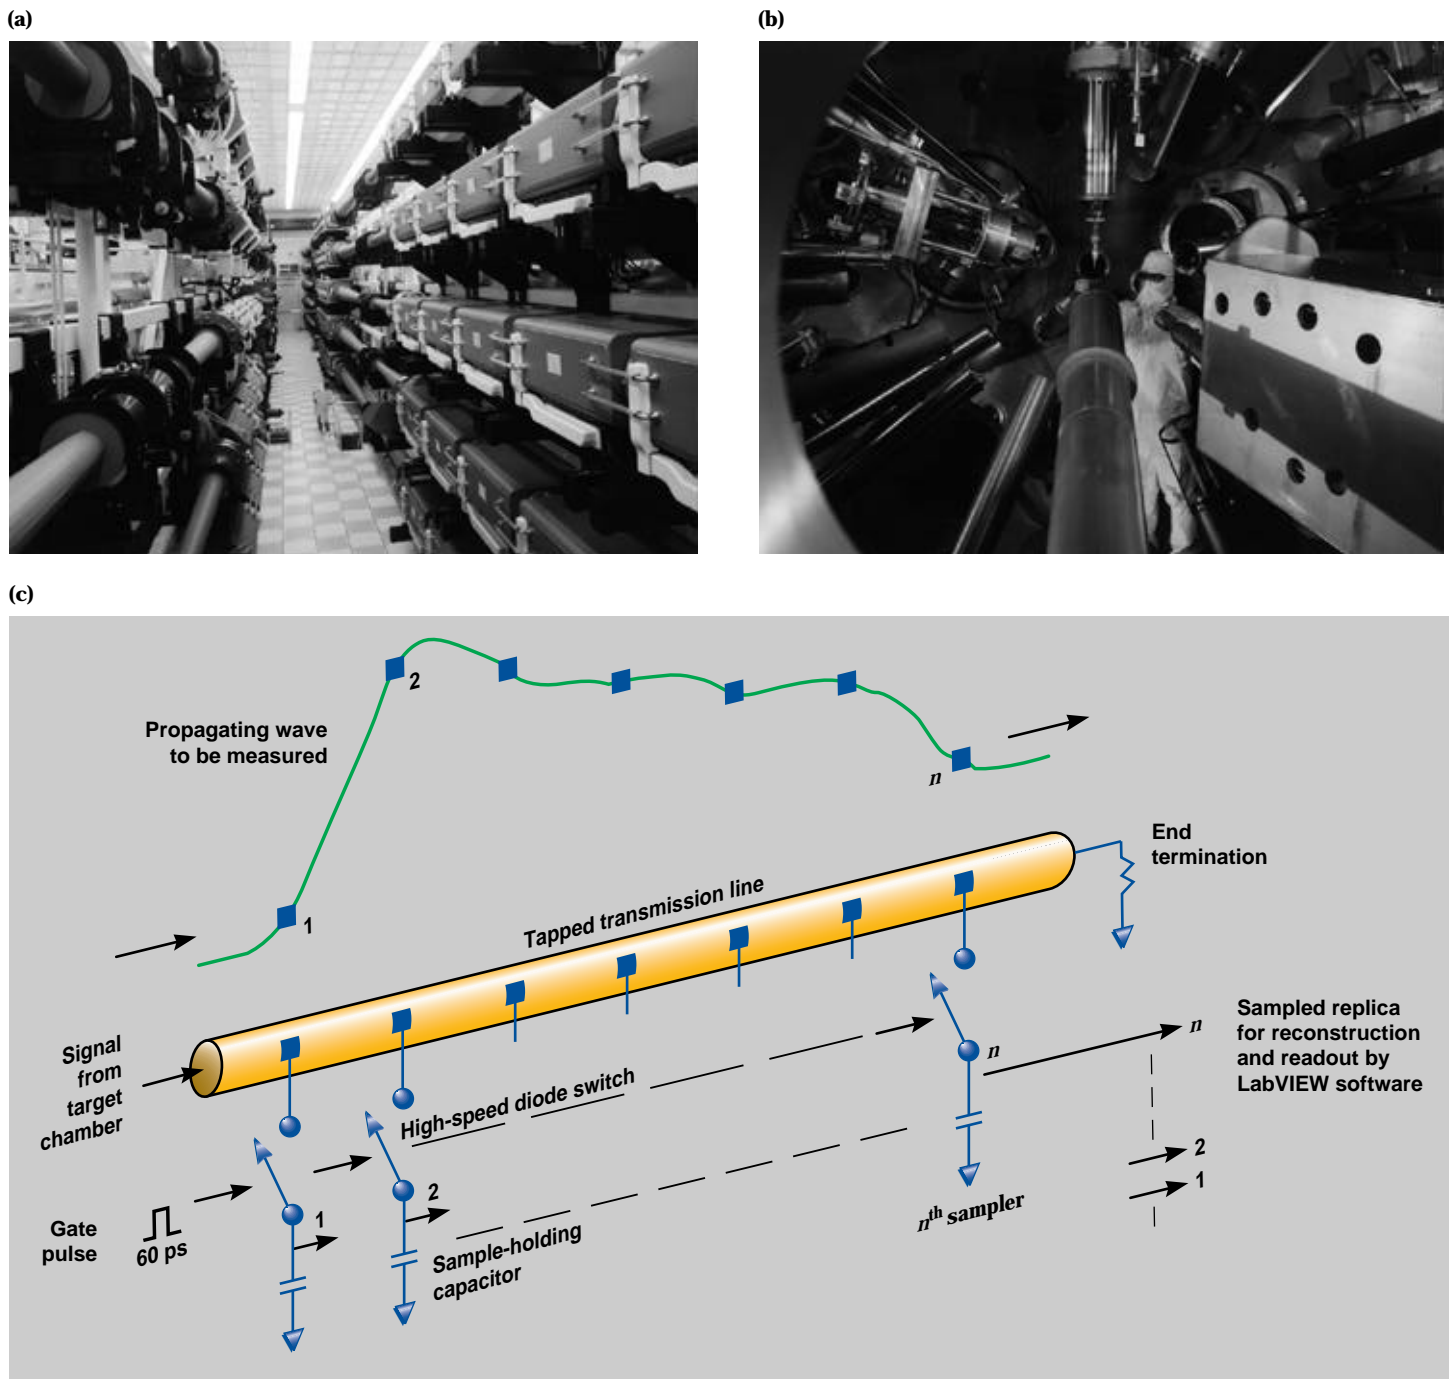 (a)
(b)
(c)
Propagating wave
to be measured
2
1
n
End
termination
Tapped transmission line
Signal
from
target
chamber
High-speed diode switch
n
n
Sampled replica
for reconstruction
and readout by
LabVIEW software
2
1
Gate
pulse
60 ps
1
2
Sample-holding
capacitor
nth sampler